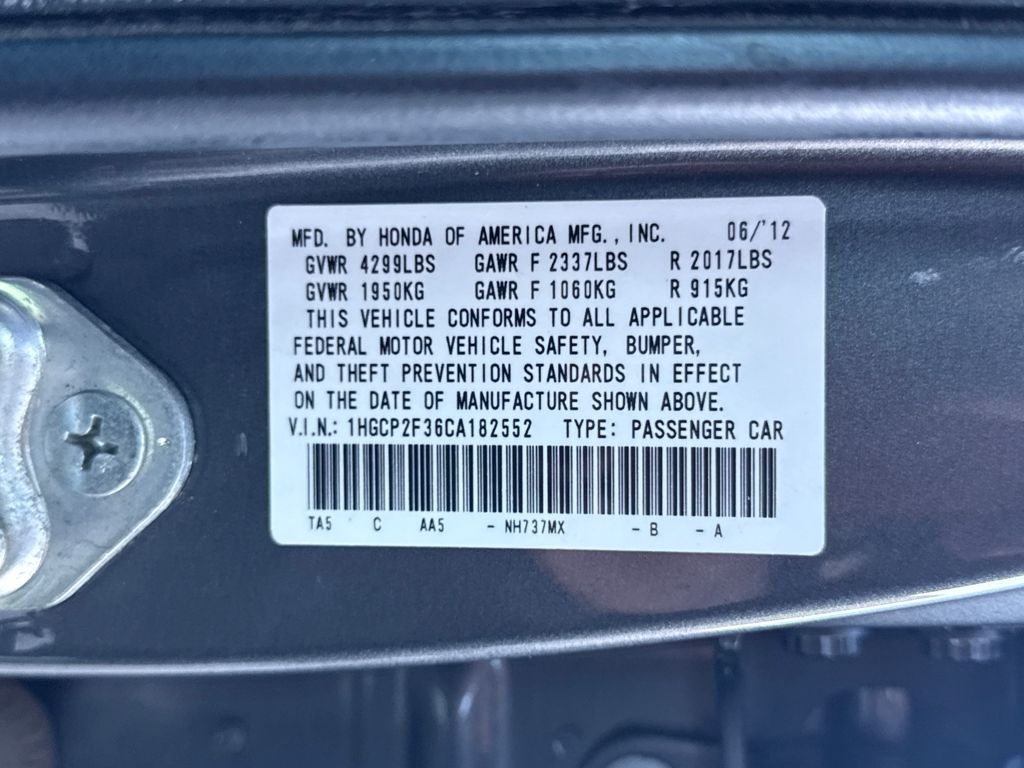 MFD. BY HONDA OF AMERICA MFG., INC. 06/'12
GVWR 4299LBS GAWR F 2337LBS R 2017LBS
GVWR 1950KG GAWR F 1060KG R 915KG
THIS VEHICLE CONFORMS TO ALL APPLICABLE
FEDERAL MOTOR VEHICLE SAFETY, BUMPER,
AND THEFT PREVENTION STANDARDS IN EFFECT
ON THE DATE OF MANUFACTURE SHOWN ABOVE.
V.I.N.: 1HGCP2F36CA182552 TYPE: PASSENGER CAR
TA5 C AA5 - NH737MX - B - A